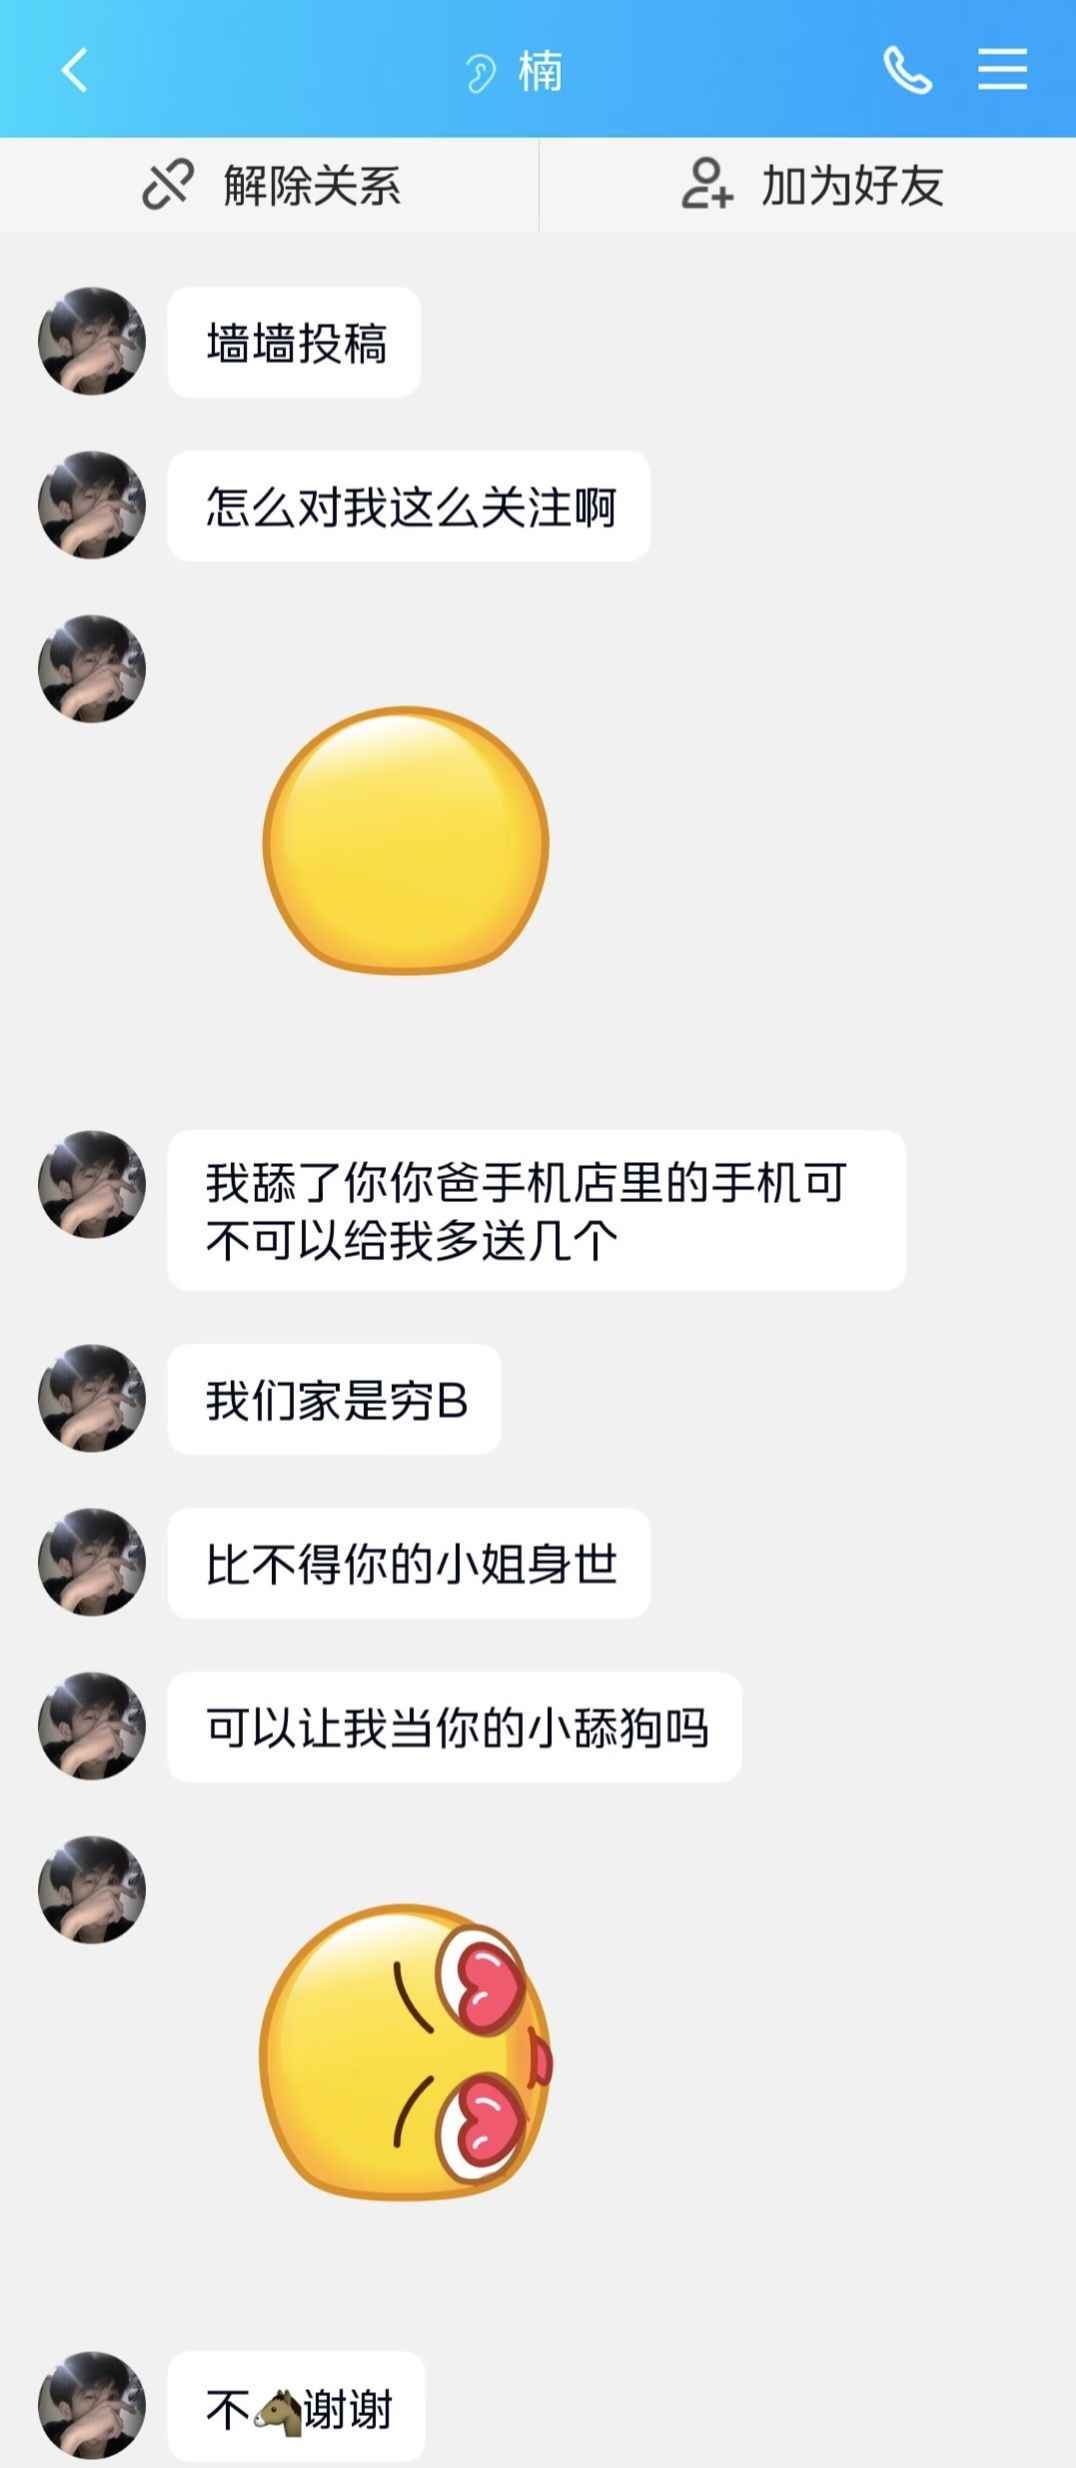 楠
解除关系
加为好友
墙墙投稿
怎么对我这么关注啊
我舔了你你爸手机店里的手机可
不可以给我多送几个
我们家是穷B
比不得你的小姐身世
可以让我当你的小舔狗吗
不🐴谢谢